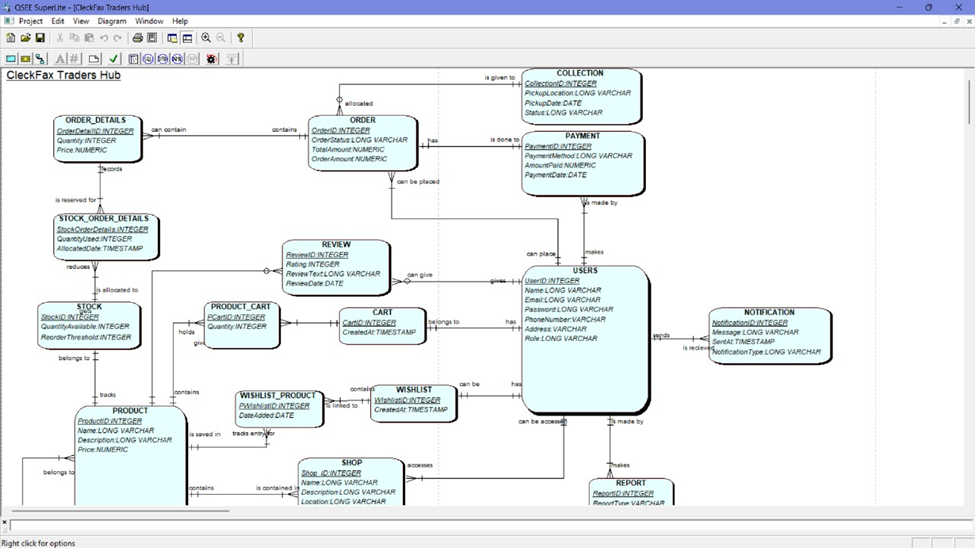 QSEE SuperLite - [CleckFax Traders Hub]
Project Edit View Diagram Window Help
CleckFax Traders Hub
COLLECTION
CollectionID:INTEGER
PickupLocation:LONG VARCHAR
PickupDate:DATE
Status:LONG VARCHAR
is given to
allocated
ORDER_DETAILS
OrderDetailID:INTEGER
Quantity:INTEGER
Price:NUMERIC
can contain
contains
ORDER
OrderID:INTEGER
OrderStatus:LONG VARCHAR
TotalAmount:NUMERIC
OrderAmount:NUMERIC
has
is done to
PAYMENT
PaymentID:INTEGER
PaymentMethod:LONG VARCHAR
AmountPaid:NUMERIC
PaymentDate:DATE
records
is reserved for
can be placed
is made by
STOCK_ORDER_DETAILS
StockOrderDetails:INTEGER
QuantityUsed:INTEGER
AllocatedDate:TIMESTAMP
reduces
is allocated to
REVIEW
ReviewID:INTEGER
Rating:INTEGER
ReviewText:LONG VARCHAR
ReviewDate:DATE
can give
gives
can place
makes
USERS
UserID:INTEGER
Name:LONG VARCHAR
Email:LONG VARCHAR
Password:LONG VARCHAR
PhoneNumber:VARCHAR
Address:VARCHAR
Role:LONG VARCHAR
STOCK
StockID:INTEGER
QuantityAvailable:INTEGER
ReorderThreshold:INTEGER
belongs to
tracks
holds
contains
PRODUCT_CART
PCartID:INTEGER
Quantity:INTEGER
CART
CartID:INTEGER
CreatedAt:TIMESTAMP
belongs to
has
sends
is recieved
NOTIFICATION
NotificationID:INTEGER
Message:LONG VARCHAR
SentAt:TIMESTAMP
NotificationType:LONG VARCHAR
WISHLIST_PRODUCT
PWishlistID:INTEGER
DateAdded:DATE
contains
is linked to
WISHLIST
WishlistID:INTEGER
CreatedAt:TIMESTAMP
can be
has
PRODUCT
ProductID:INTEGER
Name:LONG VARCHAR
Description:LONG VARCHAR
Price:NUMERIC
belongs to
is saved in
tracks entry for
contains
is contained in
SHOP
Shop_ID:INTEGER
Name:LONG VARCHAR
Description:LONG VARCHAR
Location:LONG VARCHAR
accesses
can be accessed
is made by
makes
REPORT
ReportID:INTEGER
ReportType:VARCHAR
Right click for options